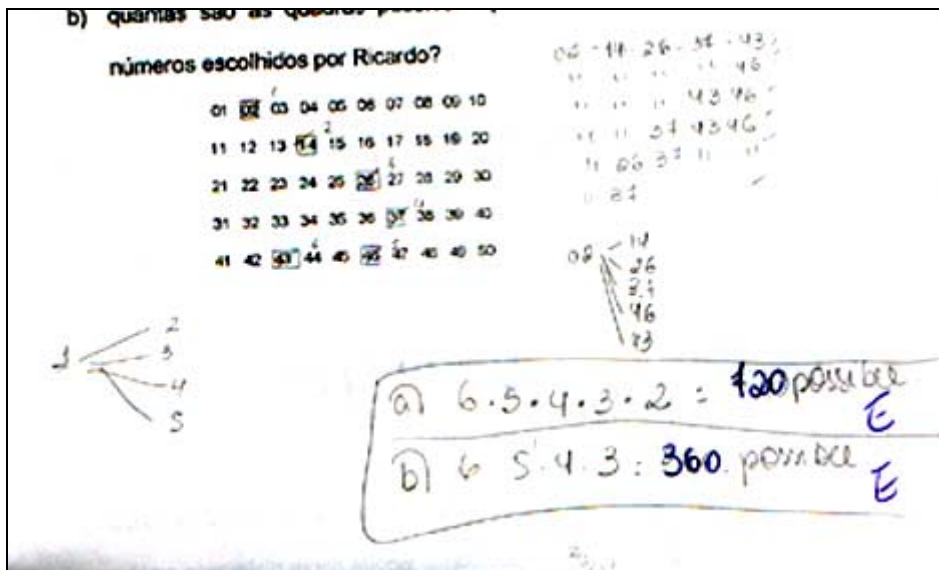 b) quantas são as quadras
números escolhidos por Ricardo?
01 02 03 04 05 06 07 08 09 10
11 12 13 14 15 16 17 18 19 20
21 22 23 24 25 26 27 28 29 30
31 32 33 34 35 36 37 38 39 40
41 42 43 44 45 46 47 48 49 50
02 - 14 - 26 - 37 - 43
" " " " 46
" " " 43 46
" " 37 43 46
" 26 37 " "
" 37
02
14
26
37
46
43
1
2
3
4
5
a) 6 . 5 . 4 . 3 . 2 = 720
E
b) 6 5 . 4 . 3 : 360
E